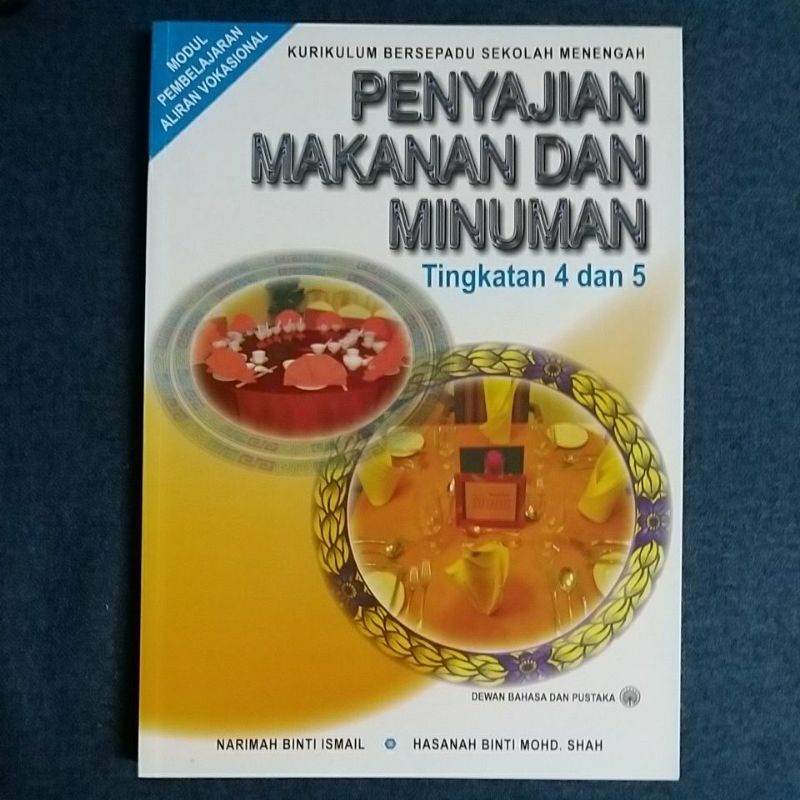 MODUL
PEMBELAJARAN
ALIRAN VOKASIONAL
KURIKULUM BERSEPADU SEKOLAH MENENGAH
PENYAJIAN
MAKANAN DAN
MINUMAN
Tingkatan 4 dan 5
DEWAN BAHASA DAN PUSTAKA
NARIMAH BINTI ISMAIL HASANAH BINTI MOHD. SHAH